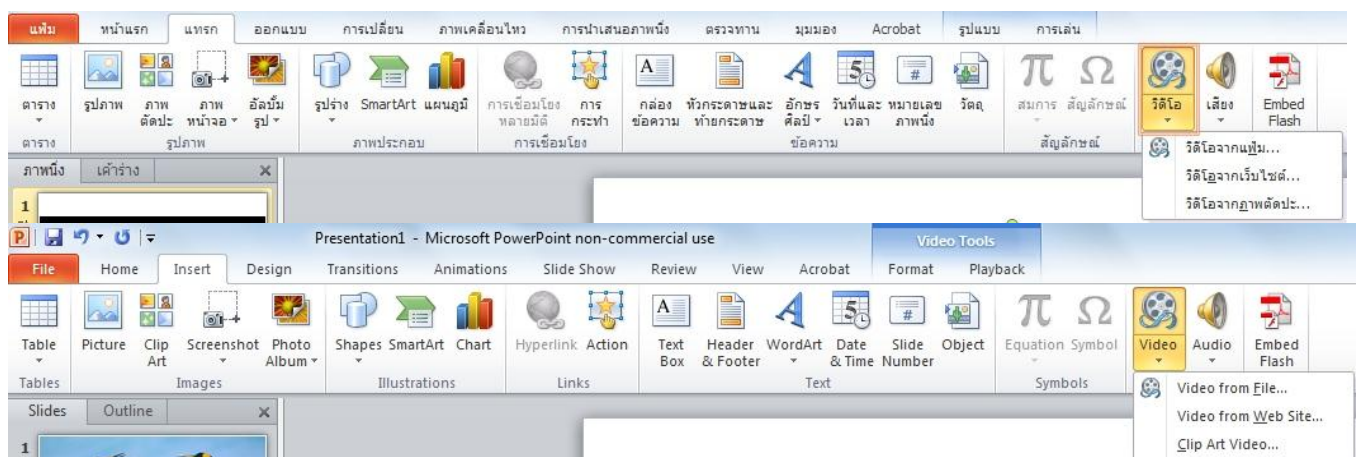 แฟ้ม หน้าแรก แทรก ออกแบบ การเปลี่ยน ภาพเคลื่อนไหว การนำเสนอภาพนิ่ง ตรวจทาน มุมมอง Acrobat รูปแบบ การเล่น
ตาราง รูปภาพ ภาพ ภาพ อัลบั้ม รูปร่าง SmartArt แผนภูมิ การเชื่อมโยง การ กล่อง หัวกระดาษและ อักษร วันที่และ หมายเลข วัตถุ สมการ สัญลักษณ์ วิดีโอ เสียง Embed
ตัดปะ หน้าจอ รูป หลายมิติ กระทำ ข้อความ ท้ายกระดาษ ศิลป์ เวลา ภาพนิ่ง Flash
ตาราง รูปภาพ ภาพประกอบ การเชื่อมโยง ข้อความ สัญลักษณ์
วิดีโอจากแฟ้ม...
วิดีโอจากเว็บไซต์...
วิดีโอจากภาพตัดปะ...
ภาพนิ่ง เค้าร่าง
1
Presentation1 - Microsoft PowerPoint non-commercial use Video Tools
File Home Insert Design Transitions Animations Slide Show Review View Acrobat Format Playback
Table Picture Clip Screenshot Photo Shapes SmartArt Chart Hyperlink Action Text Header WordArt Date Slide Object Equation Symbol Video Audio Embed
Art Album Box & Footer & Time Number Flash
Tables Images Illustrations Links Text Symbols
Video from File...
Video from Web Site...
Clip Art Video...
Slides Outline
1